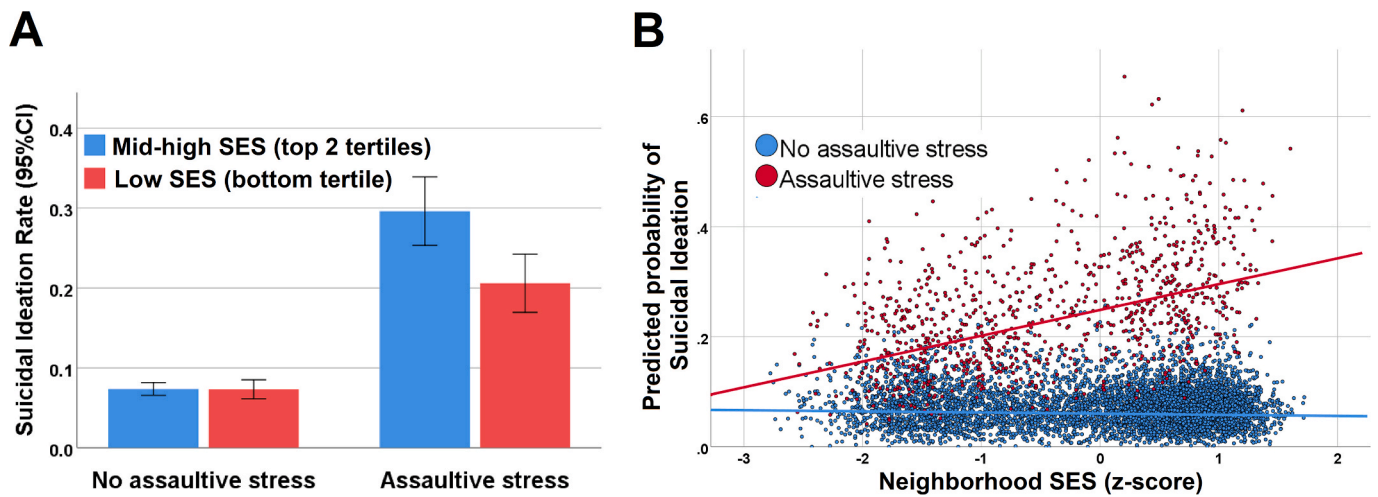 A
Suicidal Ideation Rate (95%CI)
0.4
0.3
0.2
0.1
0.0
Mid-high SES (top 2 tertiles)
Low SES (bottom tertile)
No assaultive stress
Assaultive stress
B
Predicted probability of
Suicidal Ideation
.6
.4
.2
.0
No assaultive stress
Assaultive stress
-3
-2
-1
0
1
2
Neighborhood SES (z-score)